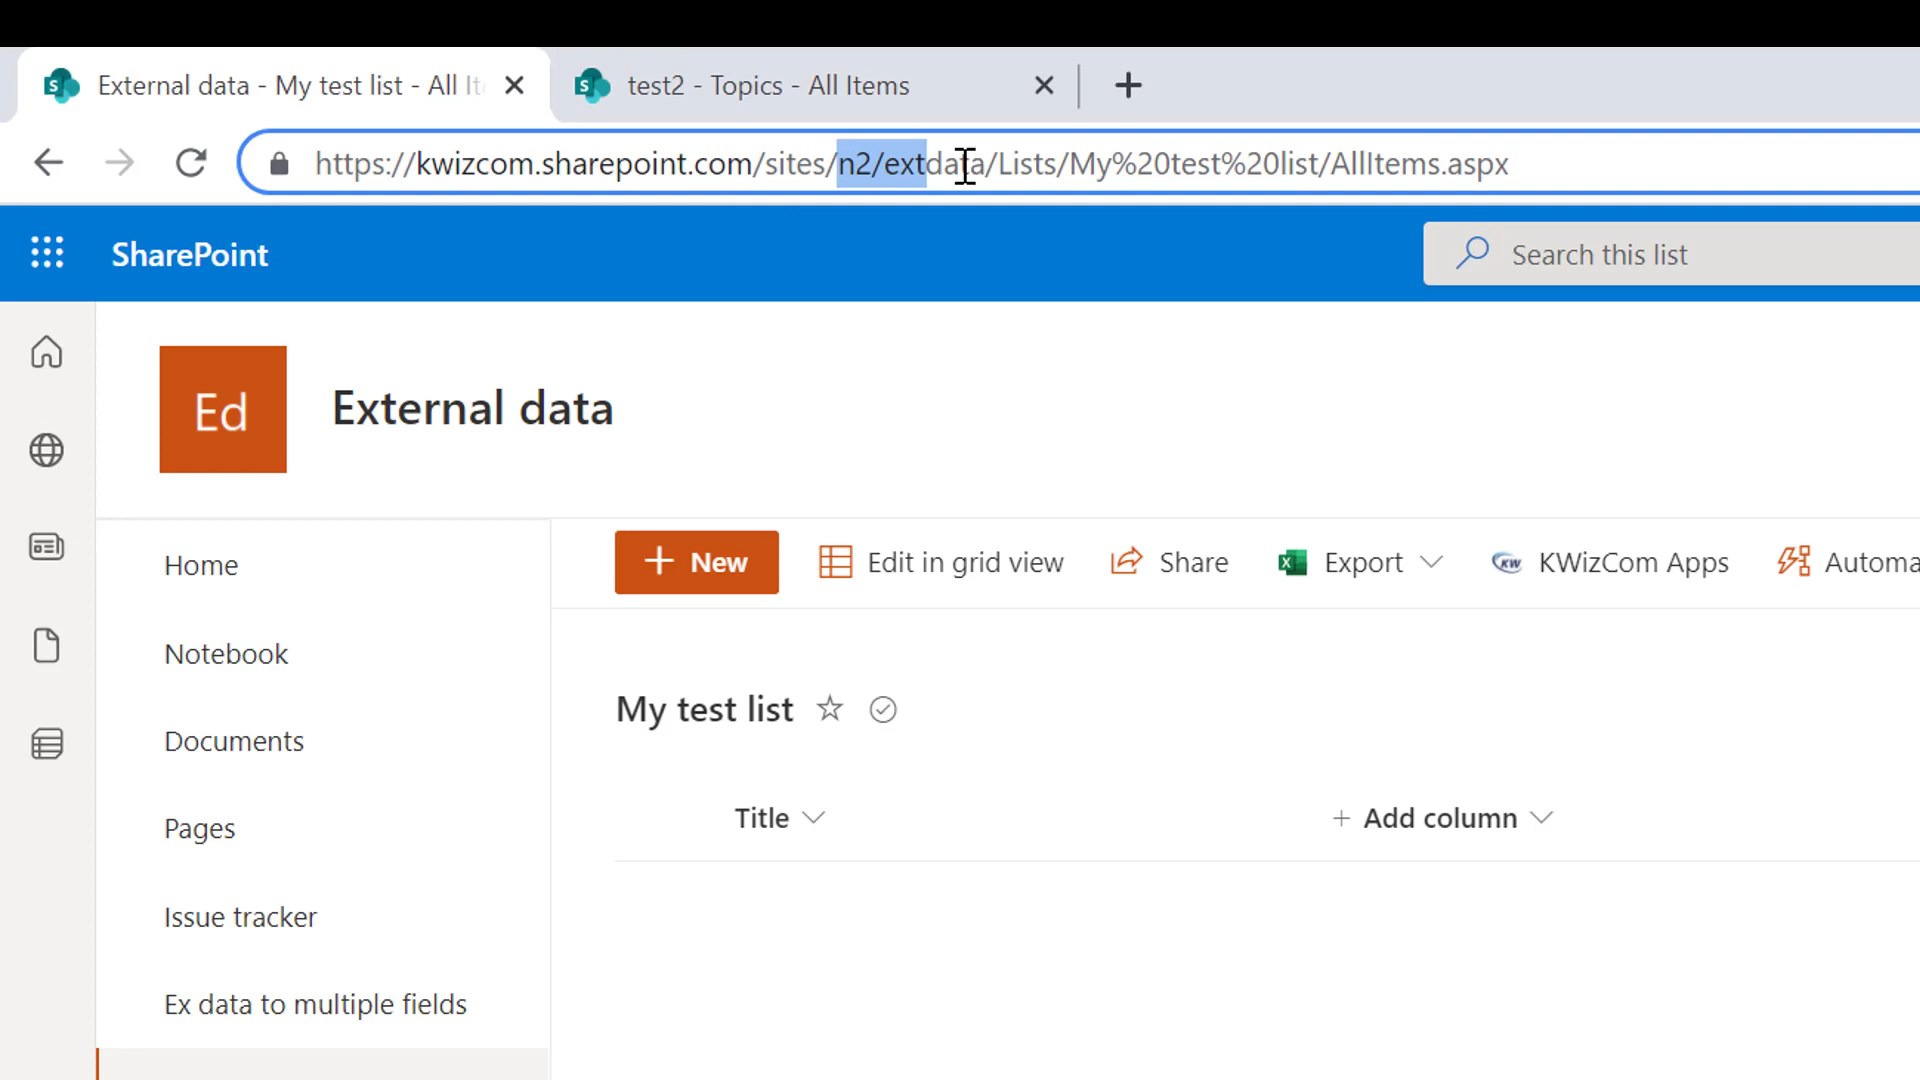 External data - My test list - All It
test2 - Topics - All Items
https://kwizcom.sharepoint.com/sites/n2/extdata/Lists/My%20test%20list/AllItems.aspx
SharePoint
Search this list
Ed
External data
Home
Notebook
Documents
Pages
Issue tracker
Ex data to multiple fields
New
Edit in grid view
Share
Export
KWizCom Apps
Automa
My test list
Title
+ Add column